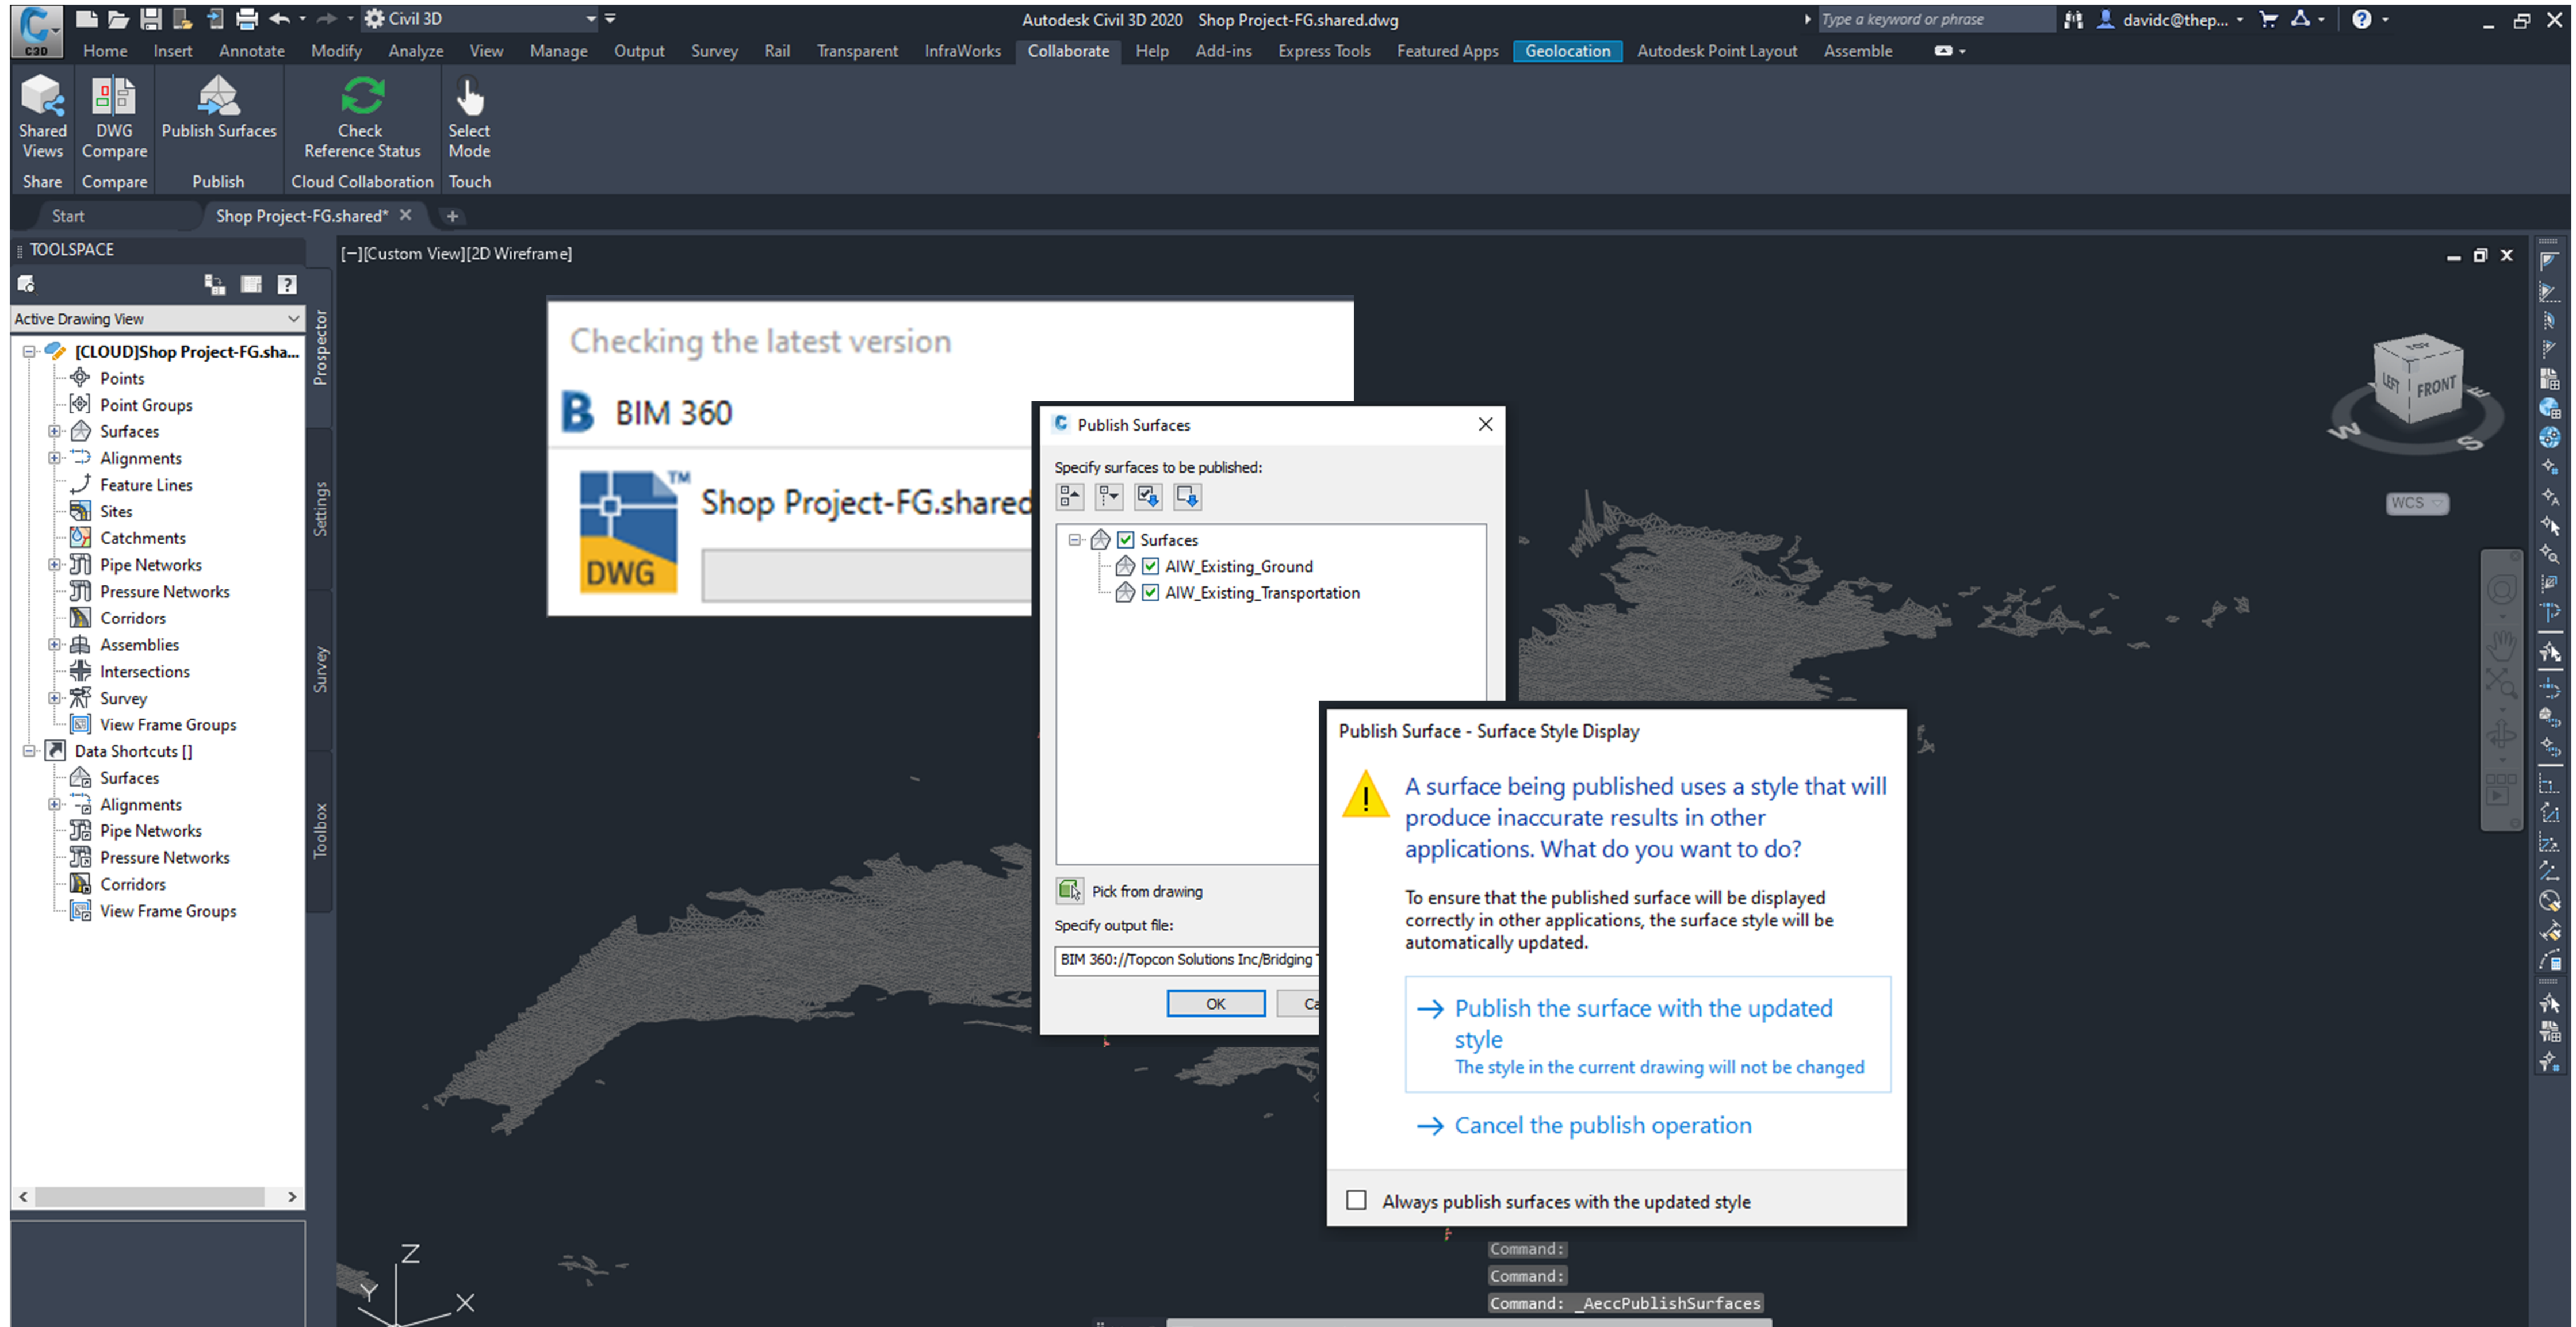 C3D
Civil 3D
Autodesk Civil 3D 2020 Shop Project-FG.shared.dwg
Type a keyword or phrase
davidc@thep...
Home Insert Annotate Modify Analyze View Manage Output Survey Rail Transparent InfraWorks Collaborate Help Add-ins Express Tools Featured Apps Geolocation Autodesk Point Layout Assemble
Shared
Views
DWG
Compare
Publish Surfaces
Check
Reference Status
Select
Mode
Share Compare Publish Cloud Collaboration Touch
Start
Shop Project-FG.shared*
TOOLSPACE
Active Drawing View
[CLOUD]Shop Project-FG.sha...
Points
Point Groups
Surfaces
Alignments
Feature Lines
Sites
Catchments
Pipe Networks
Pressure Networks
Corridors
Assemblies
Intersections
Survey
View Frame Groups
Data Shortcuts []
Surfaces
Alignments
Pipe Networks
Pressure Networks
Corridors
View Frame Groups
Prospector
Settings
Survey
Toolbox
[–][Custom View][2D Wireframe]
Checking the latest version
B BIM 360
DWG
TM
Shop Project-FG.shared
Publish Surfaces
Specify surfaces to be published:
Surfaces
AIW_Existing_Ground
AIW_Existing_Transportation
Pick from drawing
Specify output file:
BIM 360://Topcon Solutions Inc/Bridging
OK
Ca
Publish Surface - Surface Style Display
A surface being published uses a style that will
produce inaccurate results in other
applications. What do you want to do?
To ensure that the published surface will be displayed
correctly in other applications, the surface style will be
automatically updated.
→ Publish the surface with the updated
style
The style in the current drawing will not be changed
→ Cancel the publish operation
Always publish surfaces with the updated style
TOP
LEFT
FRONT
W
S
E
WCS
Z
Y
X
Command:
Command:
Command: _AeccPublishSurfaces